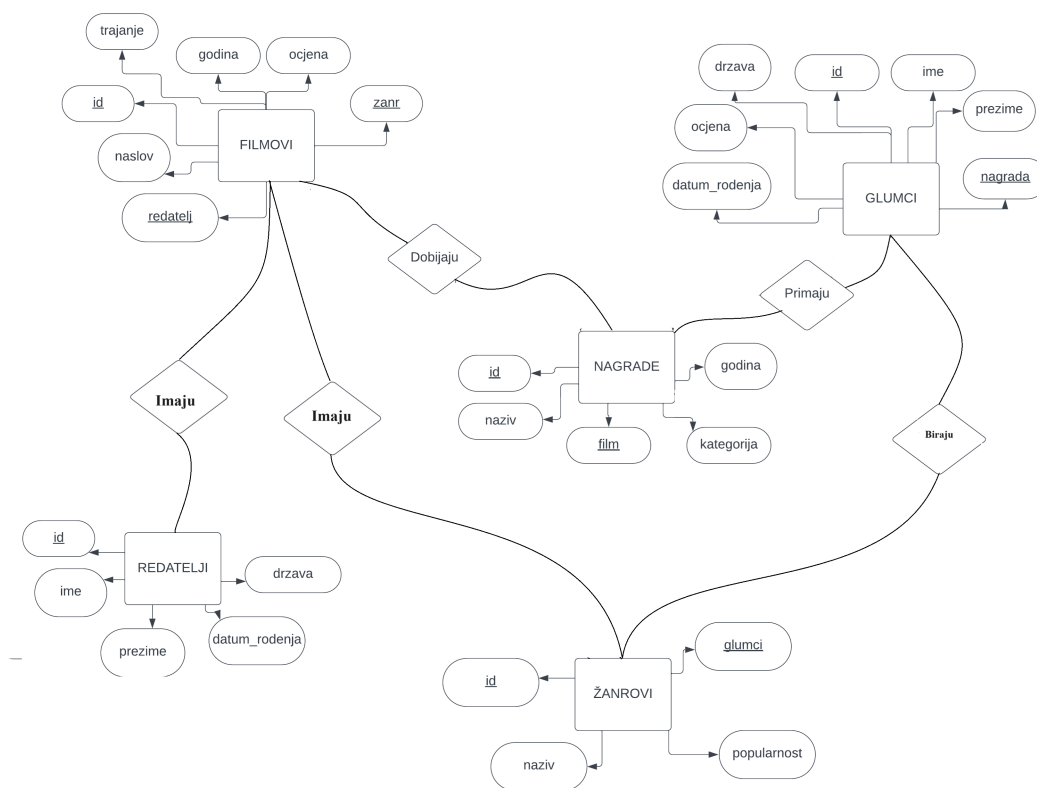 trajanje
godina
ocjena
id
zanr
FILMOVI
naslov
redatelj
drzava
id
ime
prezime
ocjena
datum_rodenja
nagrada
GLUMCI
Dobijaju
Primaju
NAGRADE
id
godina
naziv
film
kategorija
Imaju
Imaju
Biraju
id
REDATELJI
drzava
ime
prezime
datum_rodenja
glumci
id
ŽANROVI
naziv
popularnost